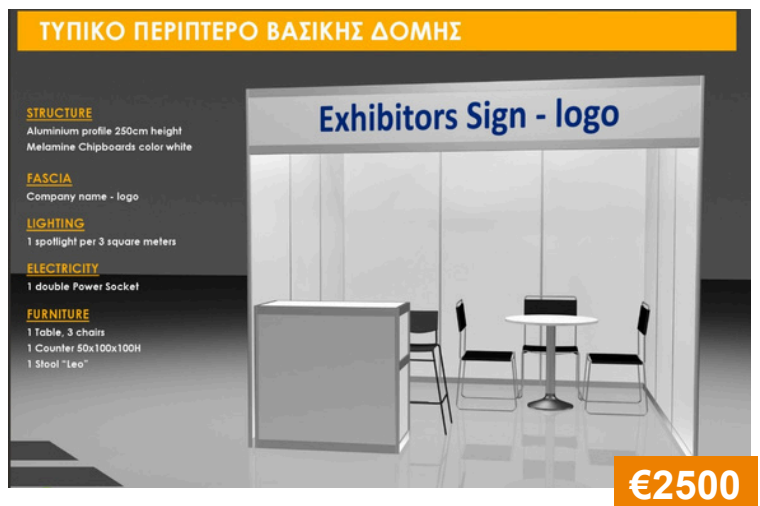 ΤΥΠΙΚΟ ΠΕΡΙΠΤΕΡΟ ΒΑΣΙΚΗΣ ΔΟΜΗΣ
STRUCTURE
Aluminium profile 250cm height
Melamine Chipboards color white
FASCIA
Company name - logo
LIGHTING
1 spotlight per 3 square meters
ELECTRICITY
1 double Power Socket
FURNITURE
1 Table, 3 chairs
1 Counter 50x100x100H
1 Stool "Leo"
Exhibitors Sign - logo
€2500